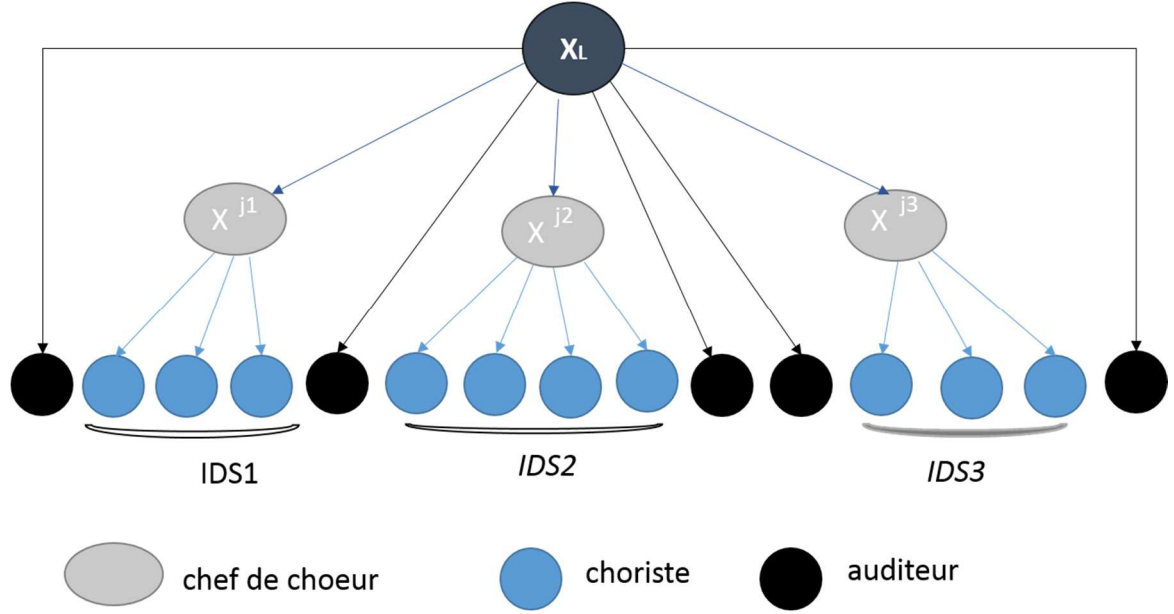 XL
X j1
X j2
X j3
IDS1
IDS2
IDS3
chef de choeur
choriste
auditeur